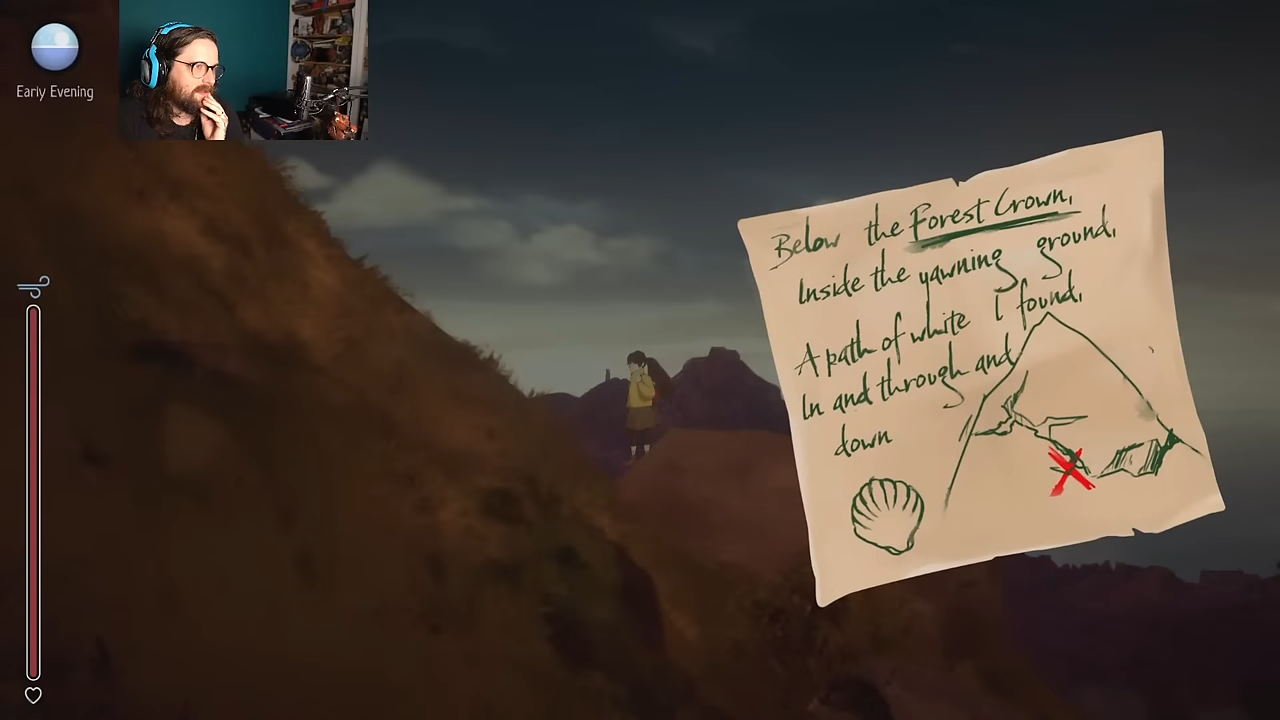 Early Evening
Below the Forest Crown,
Inside the yawning ground,
A path of white I found,
In and through and
down